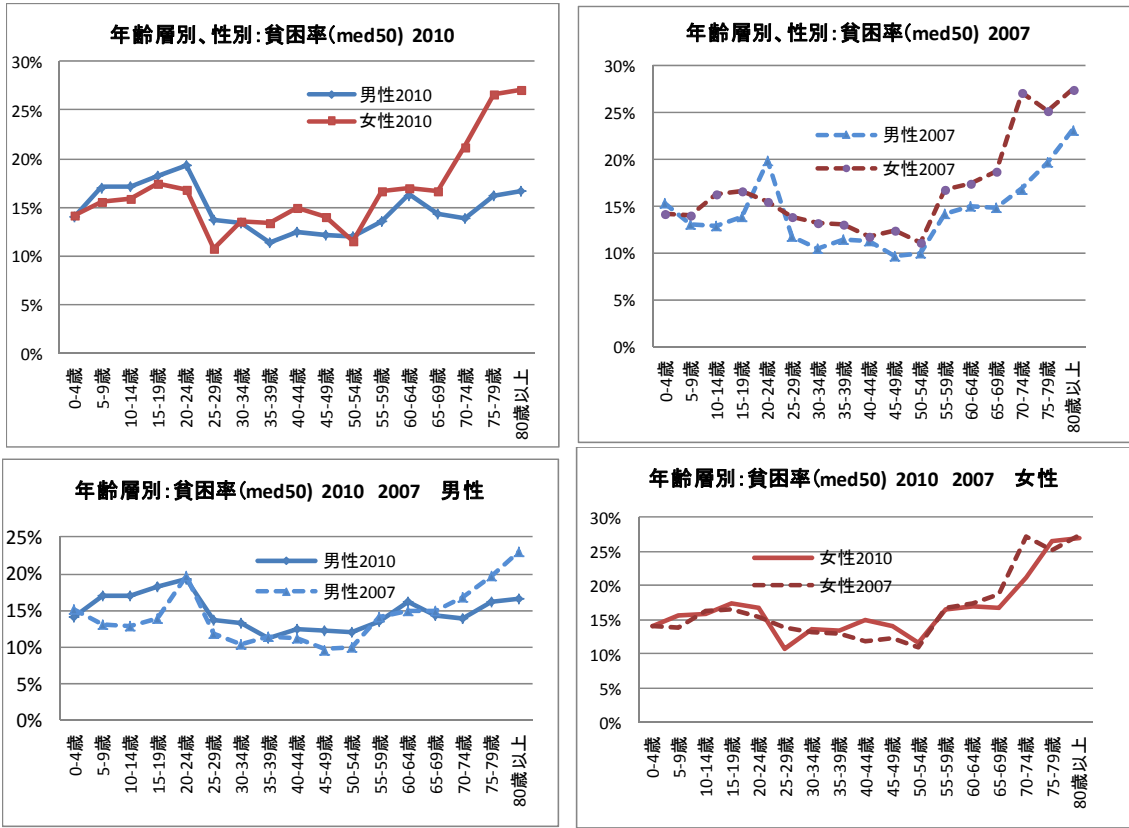 年齢層別、性別:貧困率(med50) 2010
30%
25%
20%
15%
10%
5%
0%
男性2010
女性2010
0-4歳
5-9歳
10-14歳
15-19歳
20-24歳
25-29歳
30-34歳
35-39歳
40-44歳
45-49歳
50-54歳
55-59歳
60-64歳
65-69歳
70-74歳
75-79歳
80歳以上
年齢層別、性別:貧困率(med50) 2007
30%
25%
20%
15%
10%
5%
0%
男性2007
女性2007
0-4歳
5-9歳
10-14歳
15-19歳
20-24歳
25-29歳
30-34歳
35-39歳
40-44歳
45-49歳
50-54歳
55-59歳
60-64歳
65-69歳
70-74歳
75-79歳
80歳以上
年齢層別:貧困率(med50) 2010 2007 男性
25%
20%
15%
10%
5%
0%
男性2010
男性2007
0-4歳
5-9歳
10-14歳
15-19歳
20-24歳
25-29歳
30-34歳
35-39歳
40-44歳
45-49歳
50-54歳
55-59歳
60-64歳
65-69歳
70-74歳
75-79歳
80歳以上
年齢層別:貧困率(med50) 2010 2007 女性
30%
25%
20%
15%
10%
5%
0%
女性2010
女性2007
0-4歳
5-9歳
10-14歳
15-19歳
20-24歳
25-29歳
30-34歳
35-39歳
40-44歳
45-49歳
50-54歳
55-59歳
60-64歳
65-69歳
70-74歳
75-79歳
80歳以上